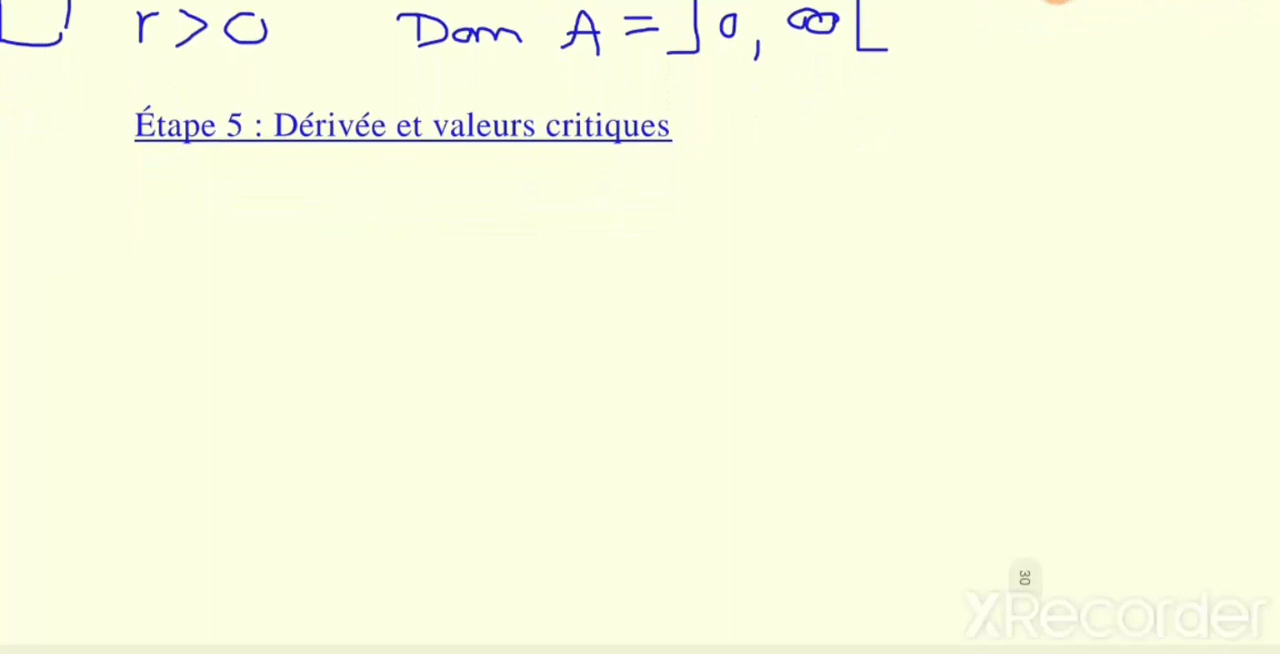 r > 0 Dom A = ]0, ∞[
Étape 5 : Dérivée et valeurs critiques
30
XRecorder